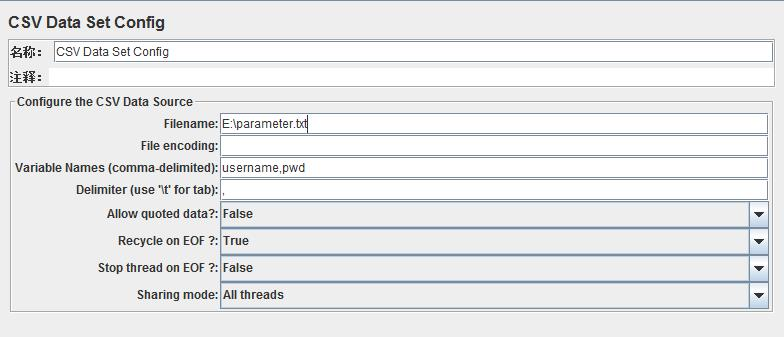 CSV Data Set Config
名称： CSV Data Set Config
注释：
Configure the CSV Data Source
Filename: E:\parameter.txt
File encoding:
Variable Names (comma-delimited): username,pwd
Delimiter (use '\t' for tab): ,
Allow quoted data?: False
Recycle on EOF ?: True
Stop thread on EOF ?: False
Sharing mode: All threads